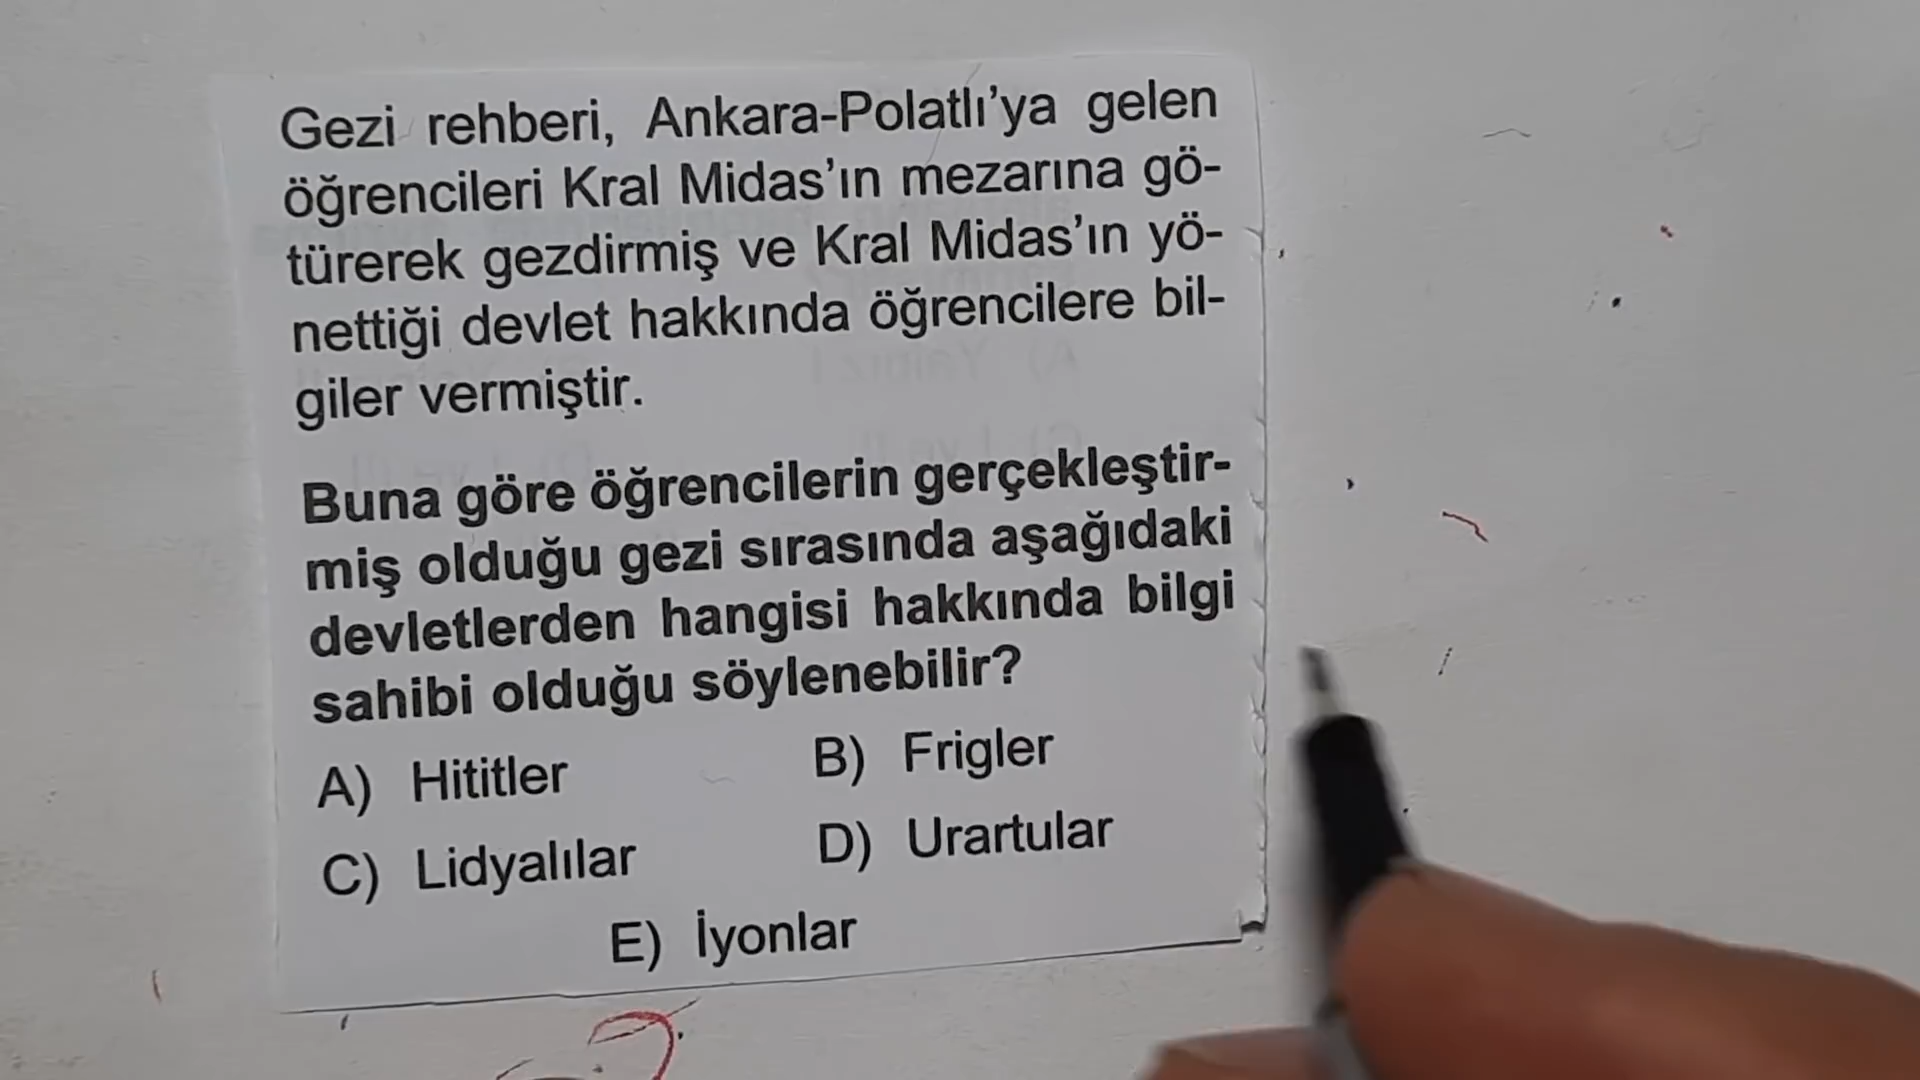 Gezi rehberi, Ankara-Polatlı'ya gelen
öğrencileri Kral Midas'ın mezarına gö-
türerek gezdirmiş ve Kral Midas'ın yö-
nettiği devlet hakkında öğrencilere bil-
giler vermiştir.
Buna göre öğrencilerin gerçekleştir-
miş olduğu gezi sırasında aşağıdaki
devletlerden hangisi hakkında bilgi
sahibi olduğu söylenebilir?
A) Hititler B) Frigler
C) Lidyalılar D) Urartular
E) İyonlar